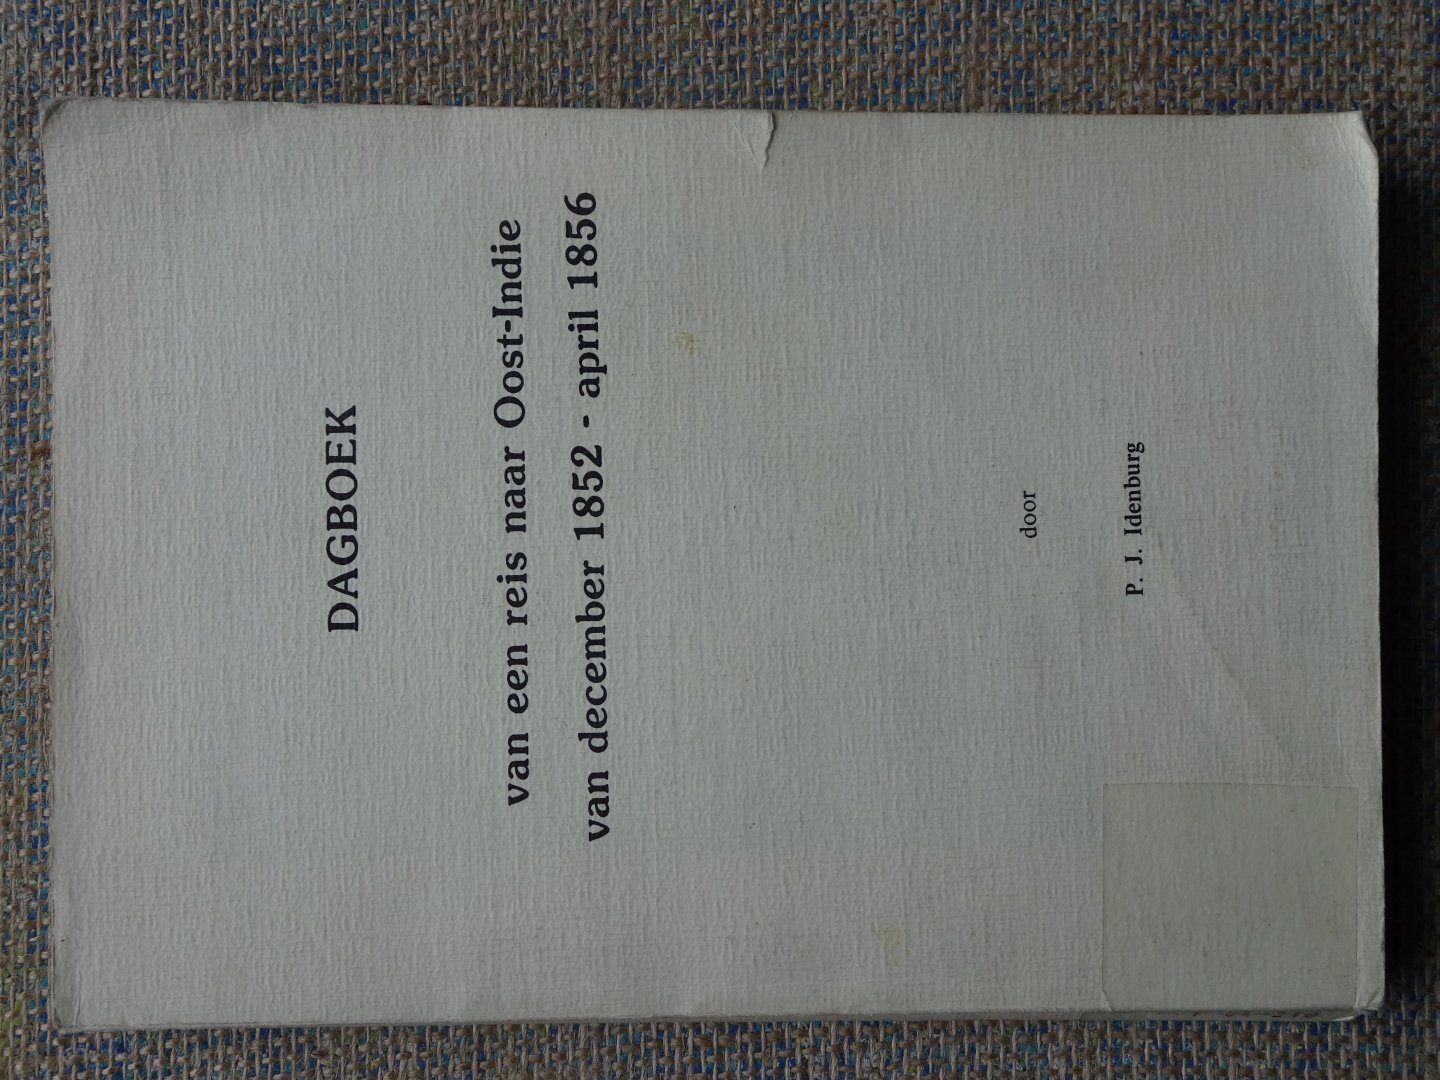 DAGBOEK
van een reis naar Oost-Indie
van december 1852 - april 1856
door
P. J. Idenburg